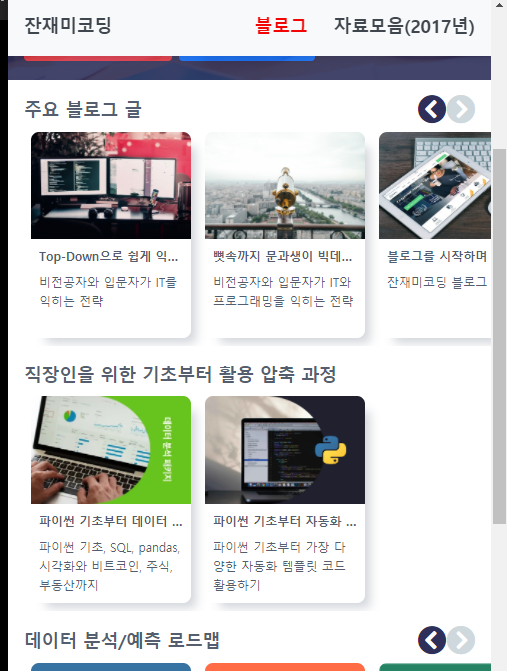 잔재미코딩 블로그 자료모음(2017년)
주요 블로그 글
Top-Down으로 쉽게 익...
비전공자와 입문자가 IT를
익히는 전략
뼛속까지 문과생이 빅데...
비전공자와 입문자가 IT와
프로그래밍을 익히는 전략
블로그를 시작하며
잔재미코딩 블로그
직장인을 위한 기초부터 활용 압축 과정
데이터 분석 패키지
파이썬 기초부터 데이터 ...
파이썬 기초, SQL, pandas,
시각화와 비트코인, 주식,
부동산까지
파이썬 기초부터 자동화 ...
파이썬 기초부터 가장 다
양한 자동화 템플릿 코드
활용하기
데이터 분석/예측 로드맵